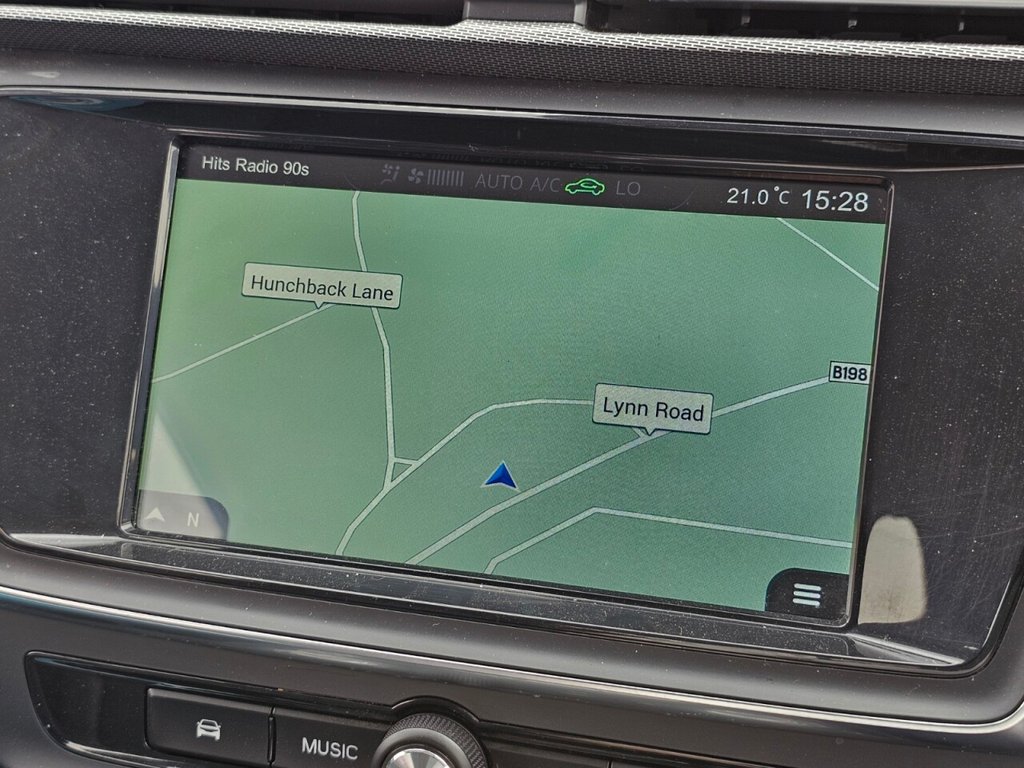 Hits Radio 90s
AUTO A/C LO
21.0°C 15:28
Hunchback Lane
B198
Lynn Road
N
MUSIC